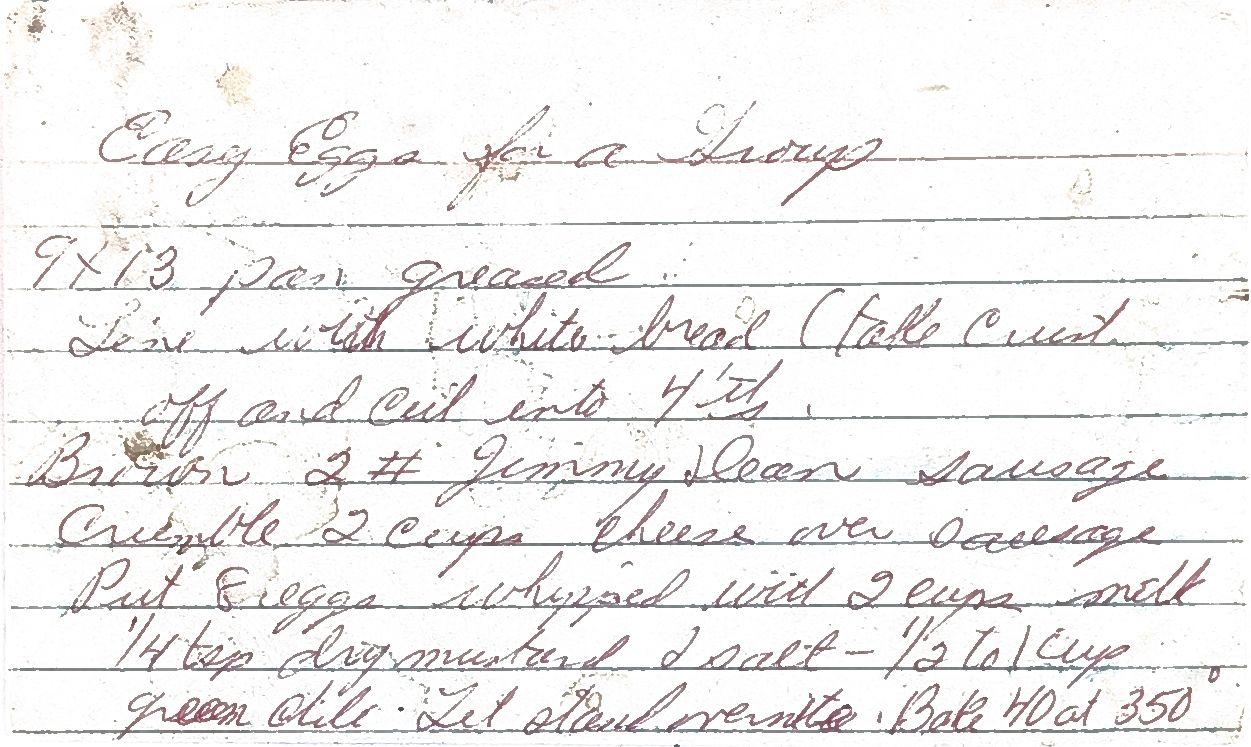 Easy Eggs for a Group
9x13 pan greased
Line with white bread (take crust
off and cut into 4'ths.
Brown 2 # Jimmy Dean sausage
Crumble 2 cups cheese over sausage
Put 8 eggs whipped with 2 cups milk
1/4 tsp dry mustard & salt - 1/2 to 1 cup
green chile. Let stand overnite. Bake 40 at 350°